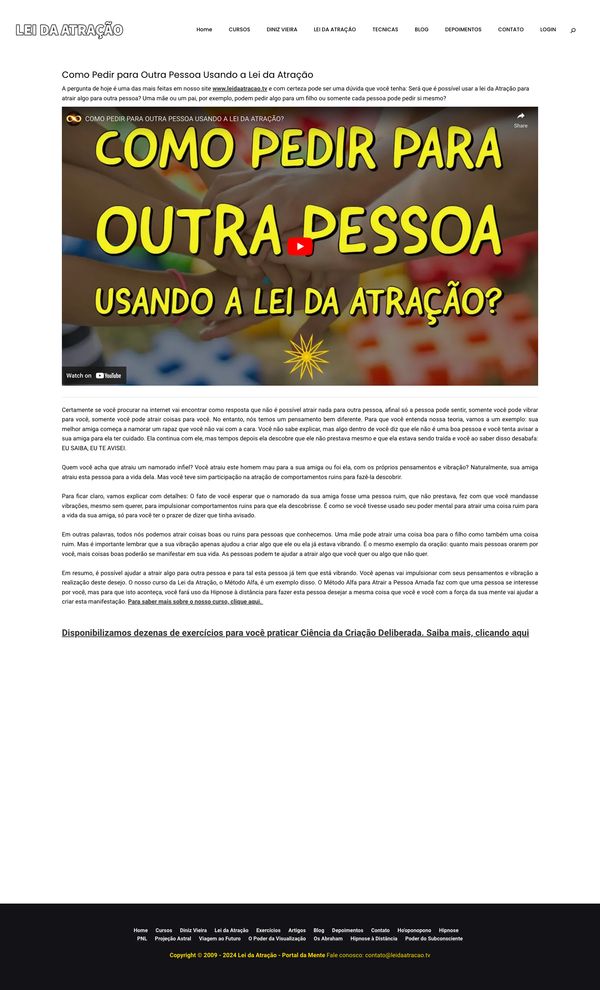 LEI DA ATRAÇÃO
Home CURSOS DINIZ VIEIRA LEI DA ATRAÇÃO TECNICAS BLOG DEPOIMENTOS CONTATO LOGIN
Como Pedir para Outra Pessoa Usando a Lei da Atração
A pergunta de hoje é uma das mais feitas em nosso site www.leidaatracao.tv e com certeza pode ser uma dúvida que você tenha: Será que é possível usar a lei da Atração para
atrair algo para outra pessoa? Uma mãe ou um pai, por exemplo, podem pedir algo para um filho ou somente cada pessoa pode pedir si mesmo?
COMO PEDIR PARA OUTRA PESSOA USANDO A LEI DA ATRAÇÃO?
Share
COMO PEDIR PARA
OUTRA PESSOA
USANDO A LEI DA ATRAÇÃO?
Watch on YouTube
Certamente se você procurar na internet vai encontrar como resposta que não é possível atrair nada para outra pessoa, afinal só a pessoa pode sentir, somente você pode vibrar
para você, somente você pode atrair coisas para você. No entanto, nós temos um pensamento bem diferente. Para que você entenda nossa teoria, vamos a um exemplo: sua
melhor amiga começa a namorar um rapaz que você não vai com a cara. Você não sabe explicar, mas algo dentro de você diz que ele não é uma boa pessoa e você tenta avisar a
sua amiga para ela ter cuidado. Ela continua com ele, mas tempos depois ela descobre que ele não prestava mesmo e que ela estava sendo traída e você ao saber disso desabafa:
EU SAIBA, EU TE AVISEI.
Quem você acha que atraiu um namorado infiel? Você atraiu este homem mau para a sua amiga ou foi ela, com os próprios pensamentos e vibração? Naturalmente, sua amiga
atraiu esta pessoa para a vida dela. Mas você teve sim participação na atração de comportamentos ruins para fazê-la descobrir.
Para ficar claro, vamos explicar com detalhes: O fato de você esperar que o namorado da sua amiga fosse uma pessoa ruim, que não prestava, fez com que você mandasse
vibrações, mesmo sem querer, para impulsionar comportamentos ruins para que ela descobrisse. É como se você tivesse usado seu poder mental para atrair uma coisa ruim para
a vida da sua amiga, só para você ter o prazer de dizer que tinha avisado.
Em outras palavras, todos nós podemos atrair coisas boas ou ruins para pessoas que conhecemos. Uma mãe pode atrair uma coisa boa para o filho como também uma coisa
ruim. Mas é importante lembrar que a sua vibração apenas ajudou a criar algo que ele ou ela já estava vibrando. É o mesmo exemplo da oração: quanto mais pessoas orarem por
você, mais coisas boas poderão se manifestar em sua vida. As pessoas podem te ajudar a atrair algo que você quer ou algo que não quer.
Em resumo, é possível ajudar a atrair algo para outra pessoa e para tal esta pessoa já tem que está vibrando. Você apenas vai impulsionar com seus pensamentos e vibração a
realização deste desejo. O nosso curso da Lei da Atração, o Método Alfa, é um exemplo disso. O Método Alfa para Atrair a Pessoa Amada faz com que uma pessoa se interesse
por você, mas para que isto aconteça, você fará uso da Hipnose à distância para fazer esta pessoa desejar a mesma coisa que você e você com a força da sua mente vai ajudar a
criar esta manifestação. Para saber mais sobre o nosso curso, clique aqui.
Disponibilizamos dezenas de exercícios para você praticar Ciência da Criação Deliberada. Saiba mais, clicando aqui
Home Cursos Diniz Vieira Lei da Atração Exercícios Artigos Blog Depoimentos Contato Ho'oponopono Hipnose
PNL Projeção Astral Viagem ao Futuro O Poder da Visualização Os Abraham Hipnose à Distância Poder do Subconsciente
Copyright © 2009 - 2024 Lei da Atração - Portal da Mente Fale conosco: contato@leidaatracao.tv